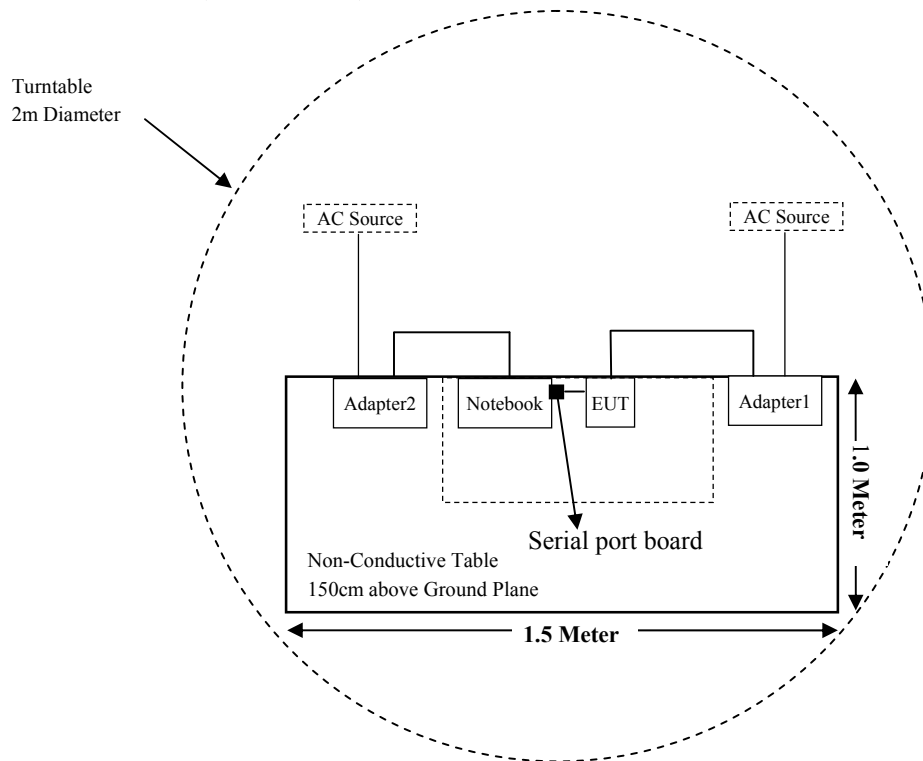 Turntable
2m Diameter
AC Source
AC Source
Adapter2
Notebook
EUT
Adapter1
1.0 Meter
Serial port board
Non-Conductive Table
150cm above Ground Plane
1.5 Meter